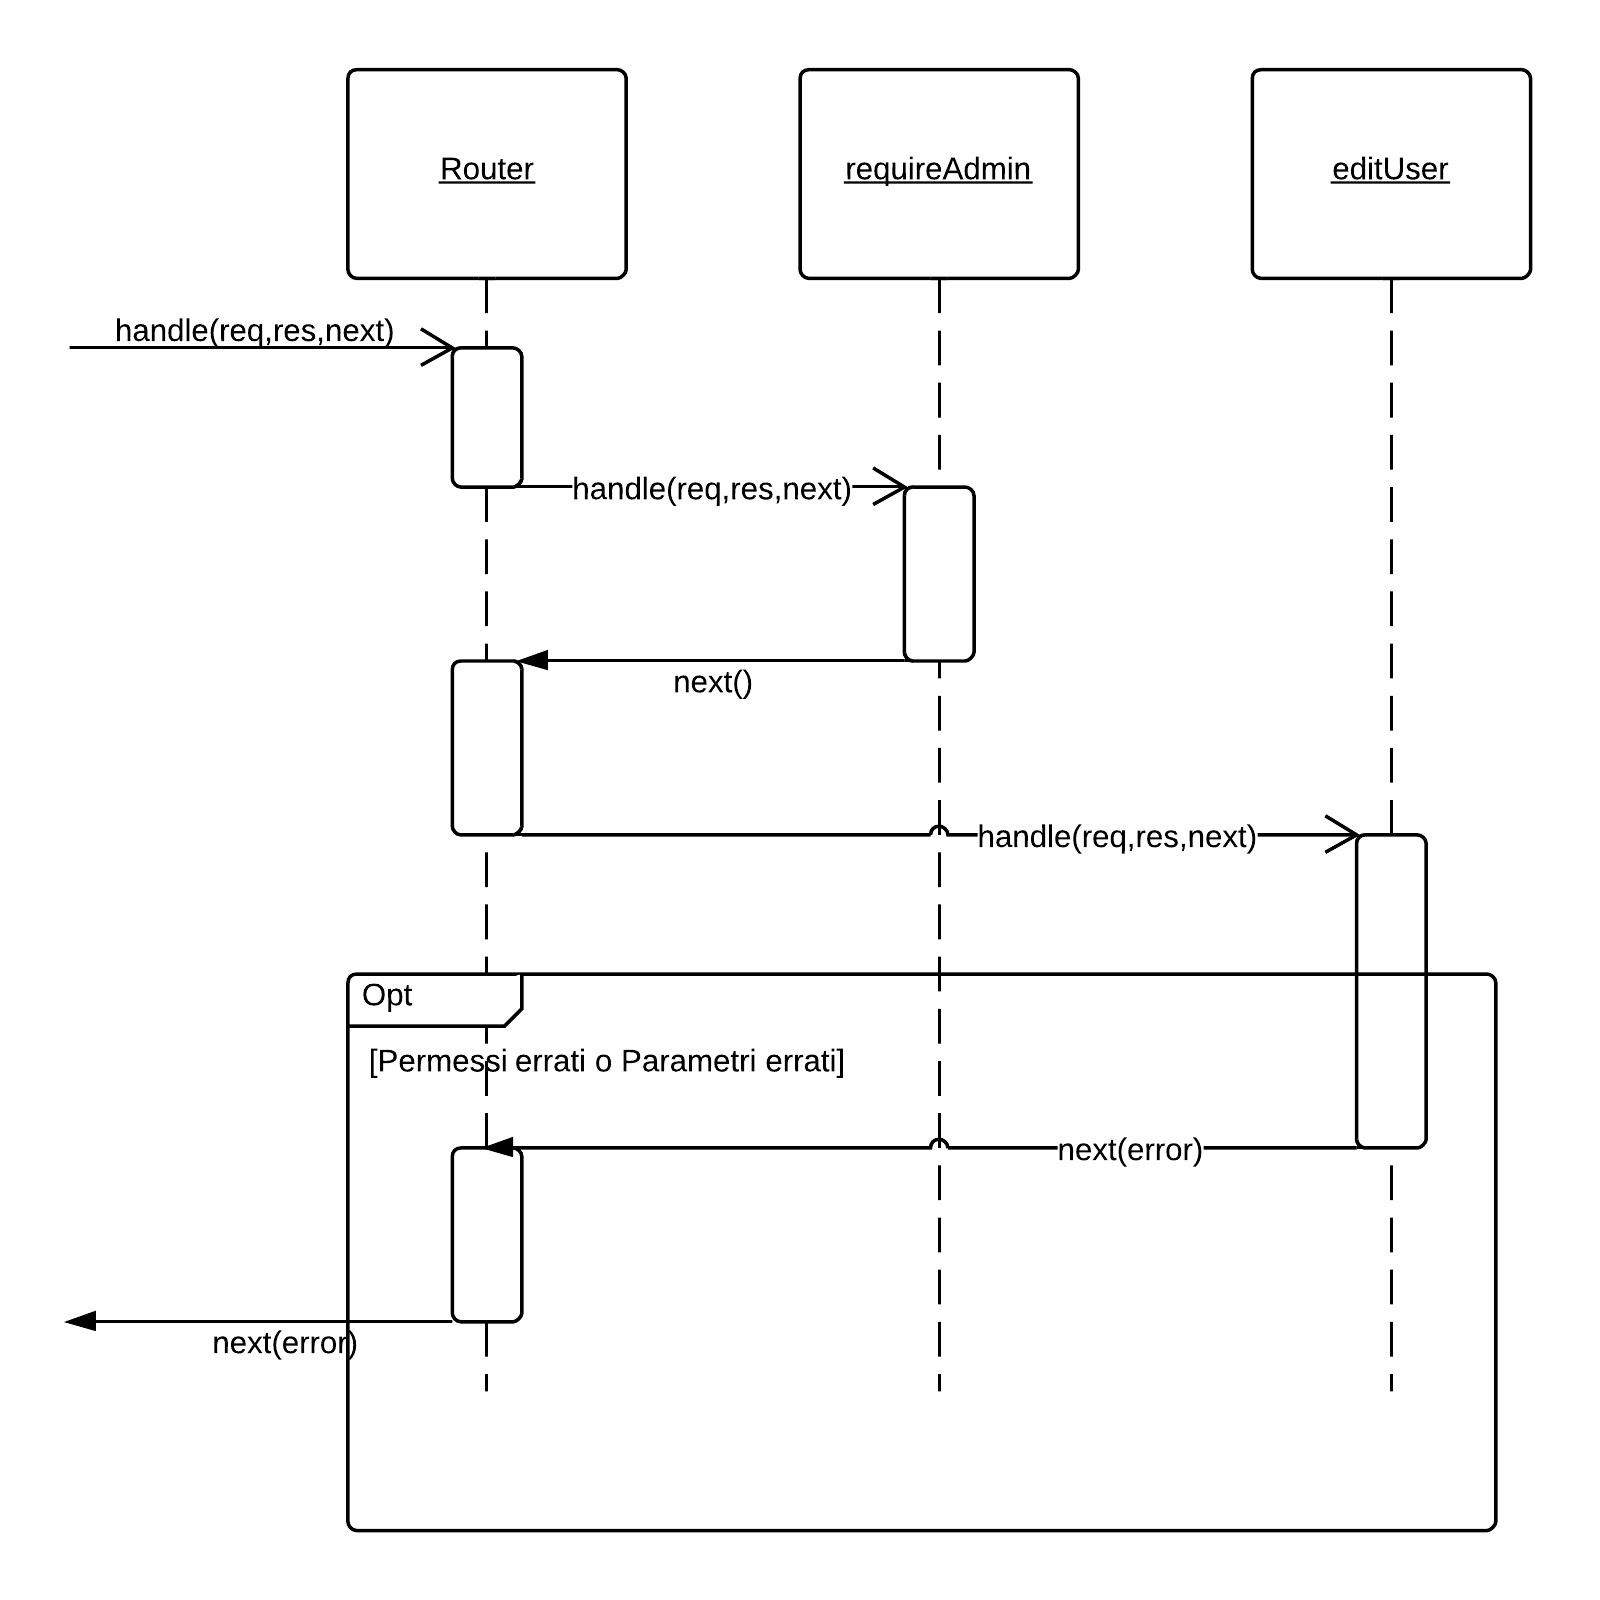 Router
requireAdmin
editUser
handle(req,res,next)
handle(req,res,next)
next()
handle(req,res,next)
Opt
[Permessi errati o Parametri errati]
next(error)
next(error)